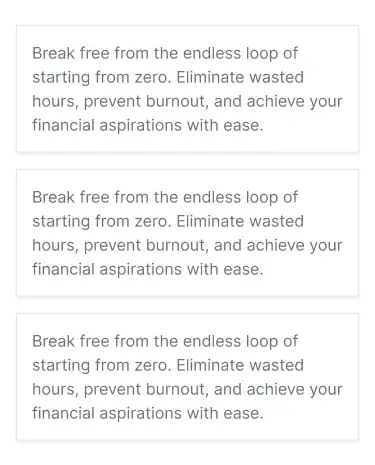 Break free from the endless loop of
starting from zero. Eliminate wasted
hours, prevent burnout, and achieve your
financial aspirations with ease.
Break free from the endless loop of
starting from zero. Eliminate wasted
hours, prevent burnout, and achieve your
financial aspirations with ease.
Break free from the endless loop of
starting from zero. Eliminate wasted
hours, prevent burnout, and achieve your
financial aspirations with ease.